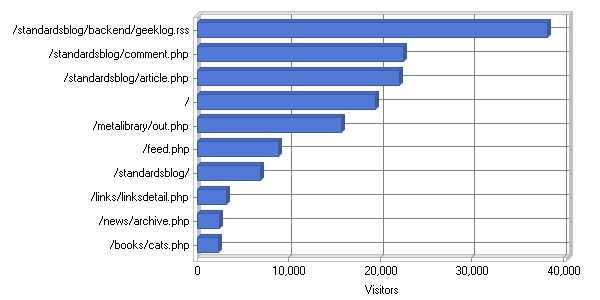 /standardsblog/backend/geeklog.rss
/standardsblog/comment.php
/standardsblog/article.php
/
/metalibrary/out.php
/feed.php
/standardsblog/
/links/linksdetail.php
/news/archive.php
/books/cats.php
0 10,000 20,000 30,000 40,000
Visitors